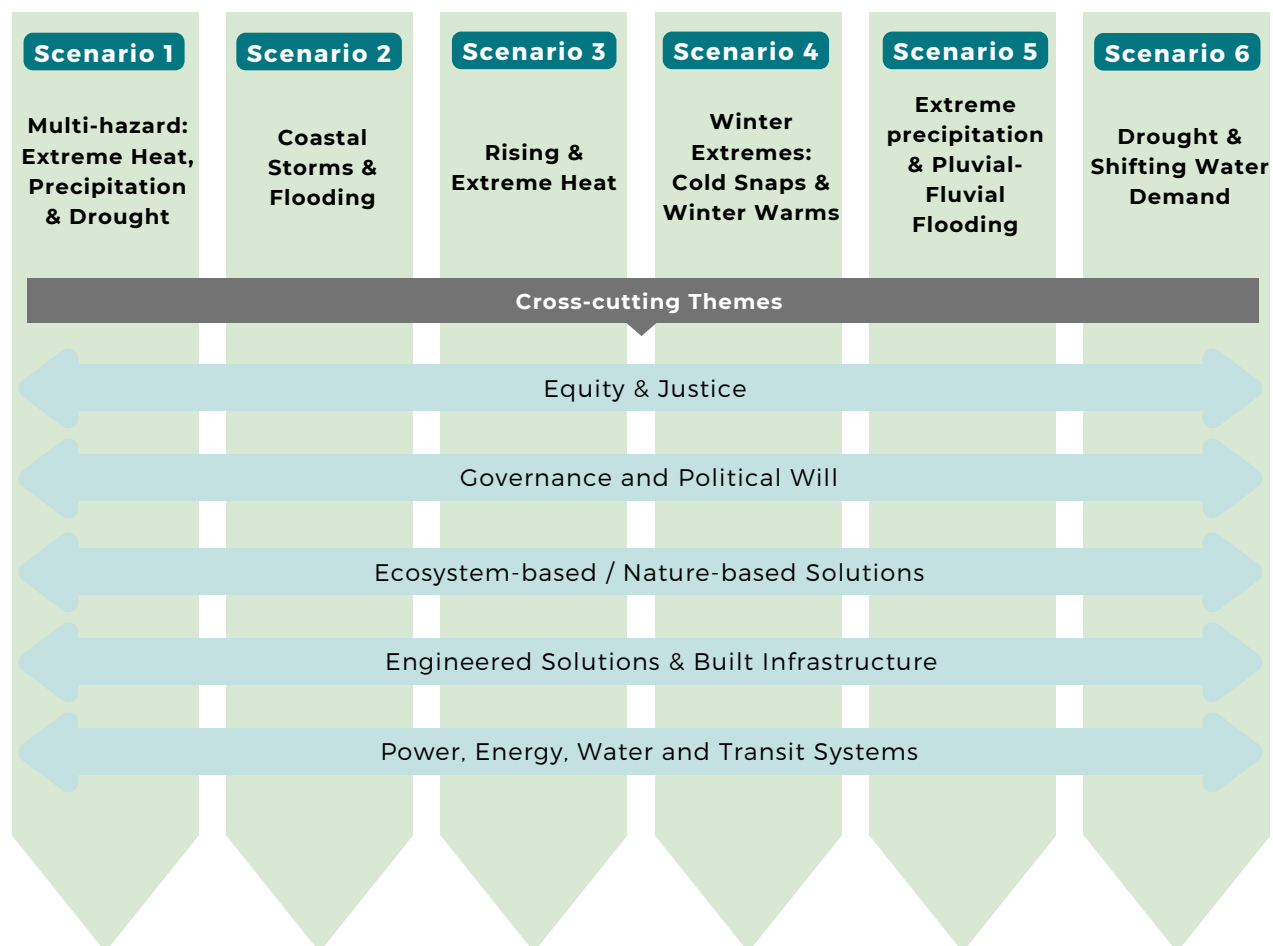 Scenario 1
Multi-hazard:
Extreme Heat,
Precipitation
& Drought
Scenario 2
Coastal
Storms &
Flooding
Scenario 3
Rising &
Extreme Heat
Scenario 4
Winter
Extremes:
Cold Snaps &
Winter Warms
Scenario 5
Extreme
precipitation
& Pluvial-
Fluvial
Flooding
Scenario 6
Drought &
Shifting Water
Demand
Cross-cutting Themes
Equity & Justice
Governance and Political Will
Ecosystem-based / Nature-based Solutions
Engineered Solutions & Built Infrastructure
Power, Energy, Water and Transit Systems